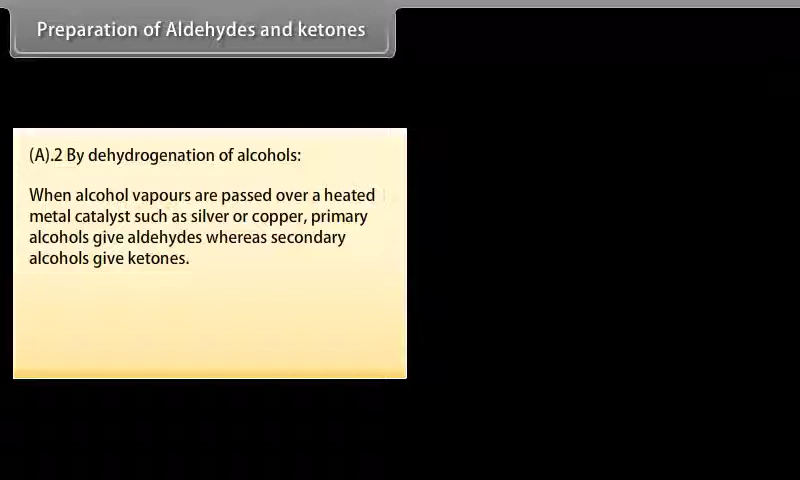 Preparation of Aldehydes and ketones
(A).2 By dehydrogenation of alcohols:
When alcohol vapours are passed over a heated
metal catalyst such as silver or copper, primary
alcohols give aldehydes whereas secondary
alcohols give ketones.